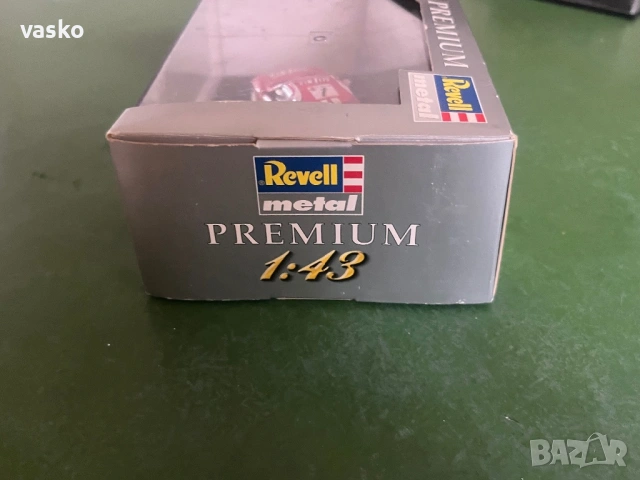 vasko
PREMIUM
Revell
metal
Revell
metal
PREMIUM
1:43
BAZAR